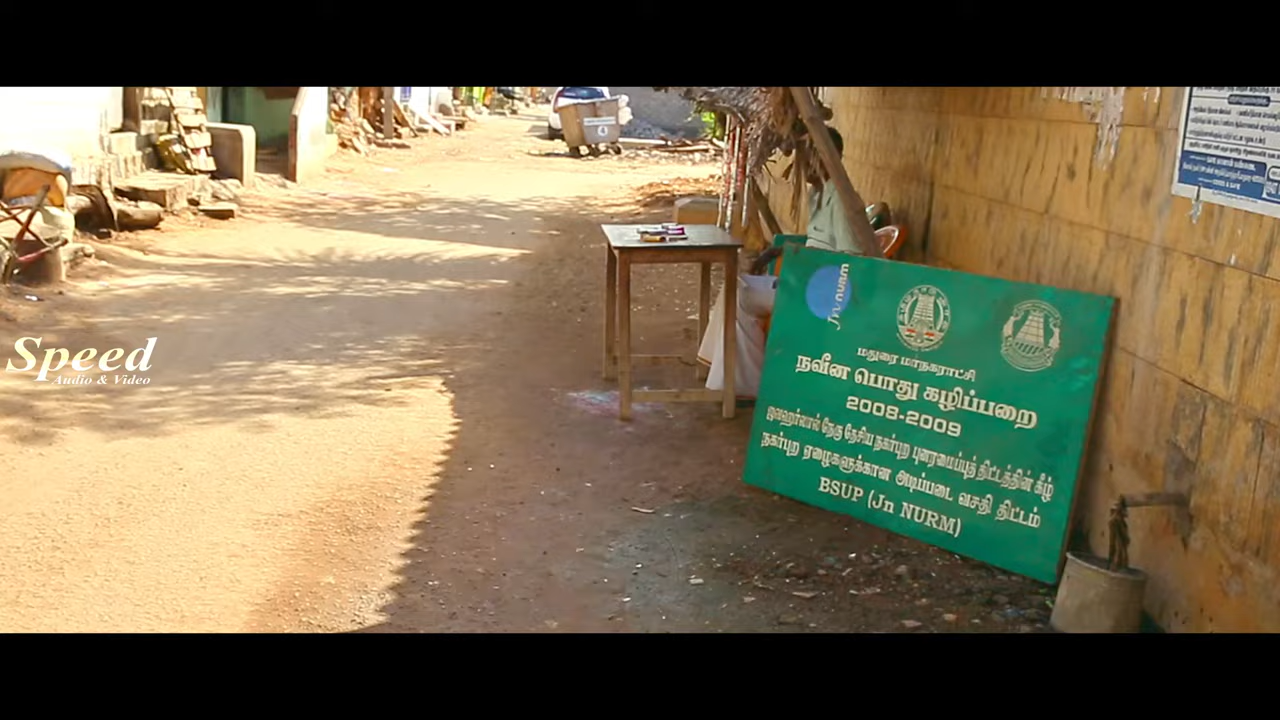 Speed
Audio & Video
Jn nurm
மதுரை மாநகராட்சி
நவீன பொது கழிப்பறை
2008-2009
ஜவஹர்லால் நேரு தேசிய நகர்புற புனரமைப்புத் திட்டத்தின் கீழ்
நகர்புற ஏழைகளுக்கான அடிப்படை வசதி திட்டம்
BSUP (Jn NURM)